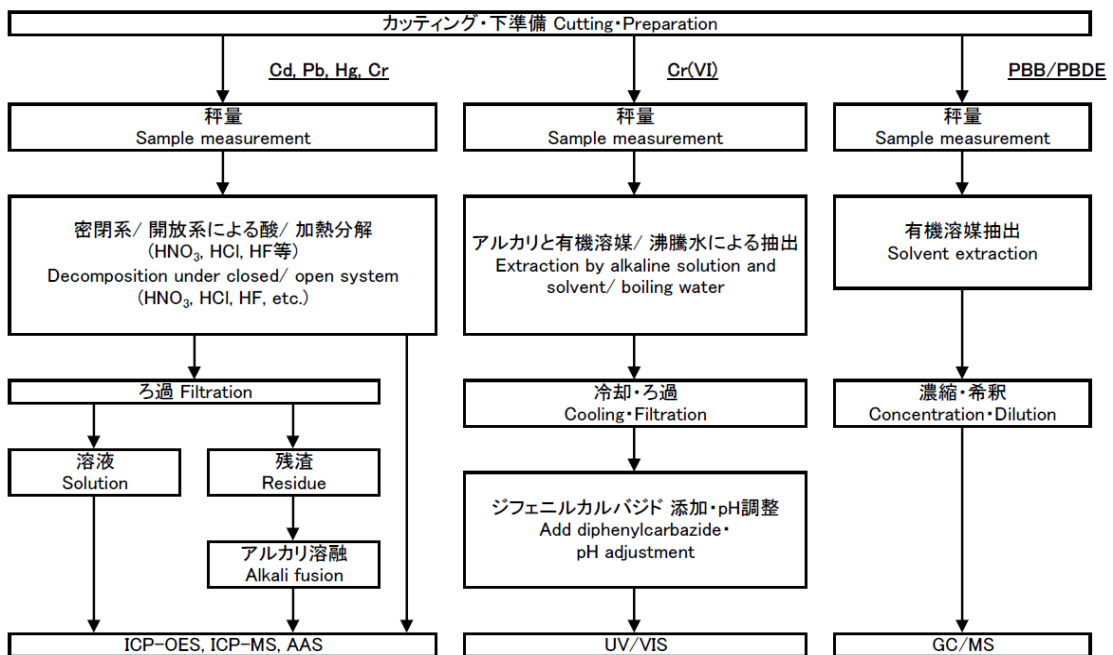 カッティング・下準備 Cutting・Preparation
Cd, Pb, Hg, Cr
Cr(VI)
PBB/PBDE
秤量
Sample measurement
秤量
Sample measurement
秤量
Sample measurement
密閉系/ 開放系による酸/ 加熱分解
(HNO3, HCl, HF等)
Decomposition under closed/ open system
(HNO3, HCl, HF, etc.)
アルカリと有機溶媒/ 沸騰水による抽出
Extraction by alkaline solution and
solvent/ boiling water
有機溶媒抽出
Solvent extraction
ろ過 Filtration
冷却・ろ過
Cooling・Filtration
濃縮・希釈
Concentration・Dilution
溶液
Solution
残渣
Residue
ジフェニルカルバジド 添加・pH調整
Add diphenylcarbazide・
pH adjustment
アルカリ溶融
Alkali fusion
ICP-OES, ICP-MS, AAS
UV/VIS
GC/MS